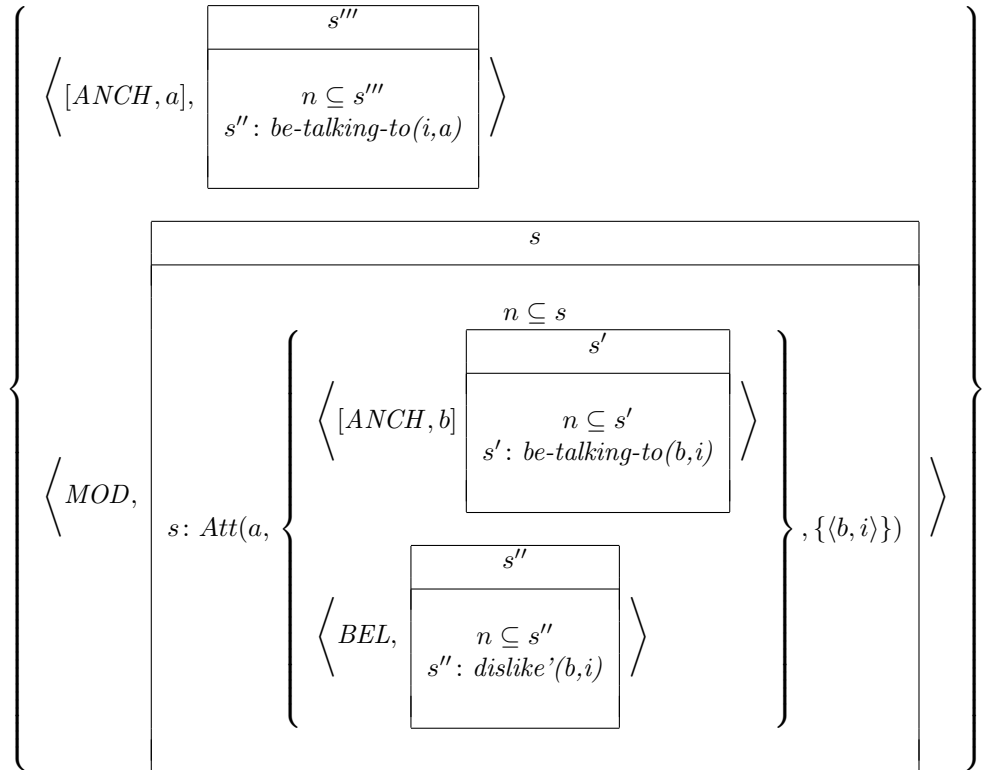 s′′′
⟨[ANCH, a],
n ⊆ s′′′
s′′: be-talking-to(i,a)
⟩
s
n ⊆ s
s′
⟨[ANCH, b]
n ⊆ s′
s′: be-talking-to(b,i)
⟩
⟨MOD,
s: Att(a,
, {⟨b, i⟩})
⟩
s′′
⟨BEL,
n ⊆ s′′
s′′: dislike’(b,i)
⟩